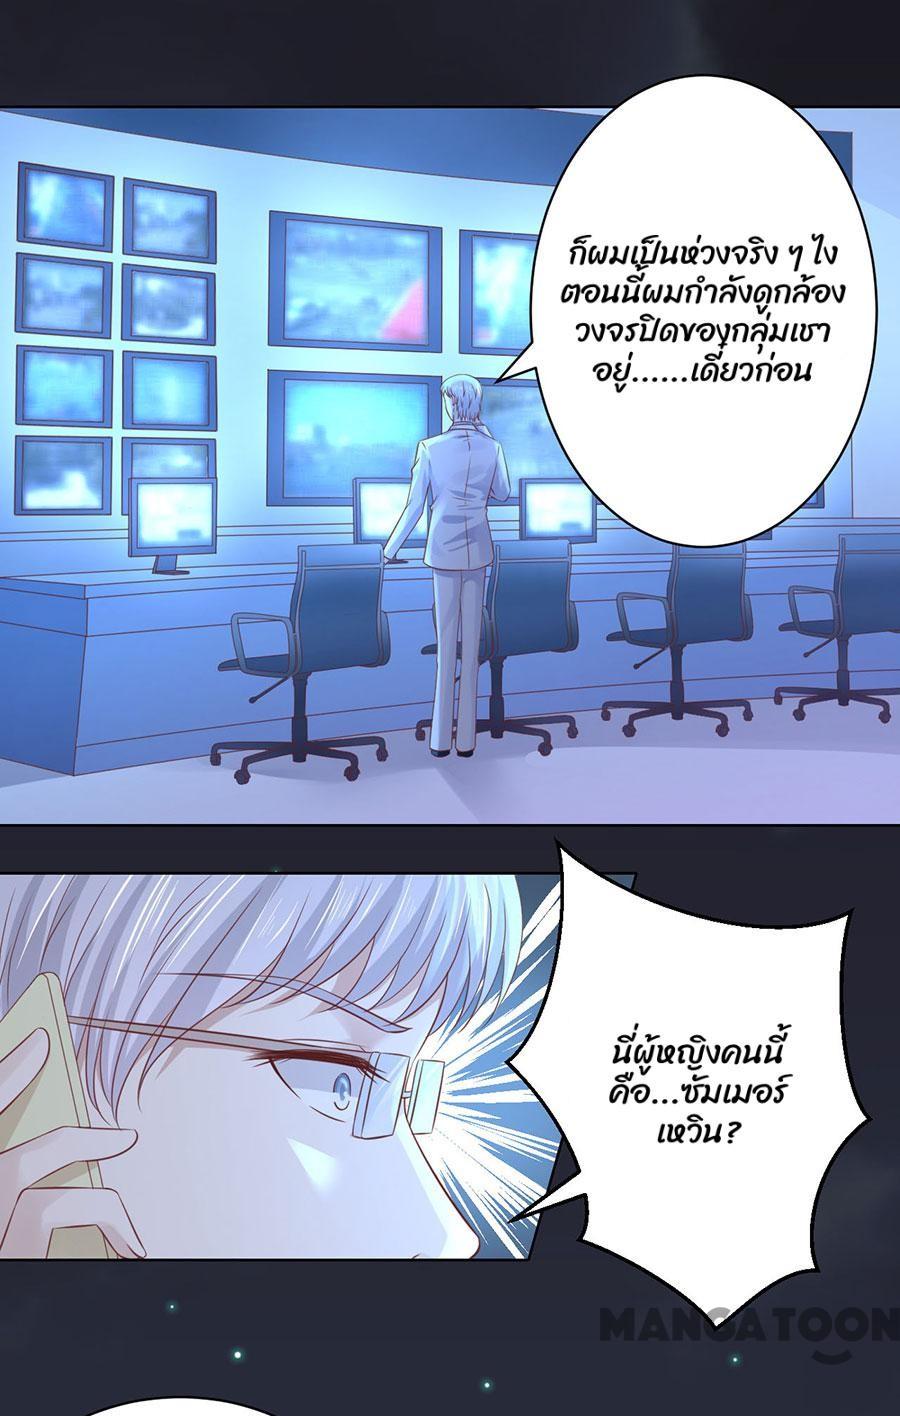 ก็ผมเป็นห่วงจริง ๆ ไง
ตอนนี้ผมกำลังดูกล้อง
วงจรปิดของกลุ่มเชา
อยู่......เดี๋ยวก่อน
นี่ผู้หญิงคนนี้
คือ...ซัมเมอร์
เหวิน?
MANGATOON